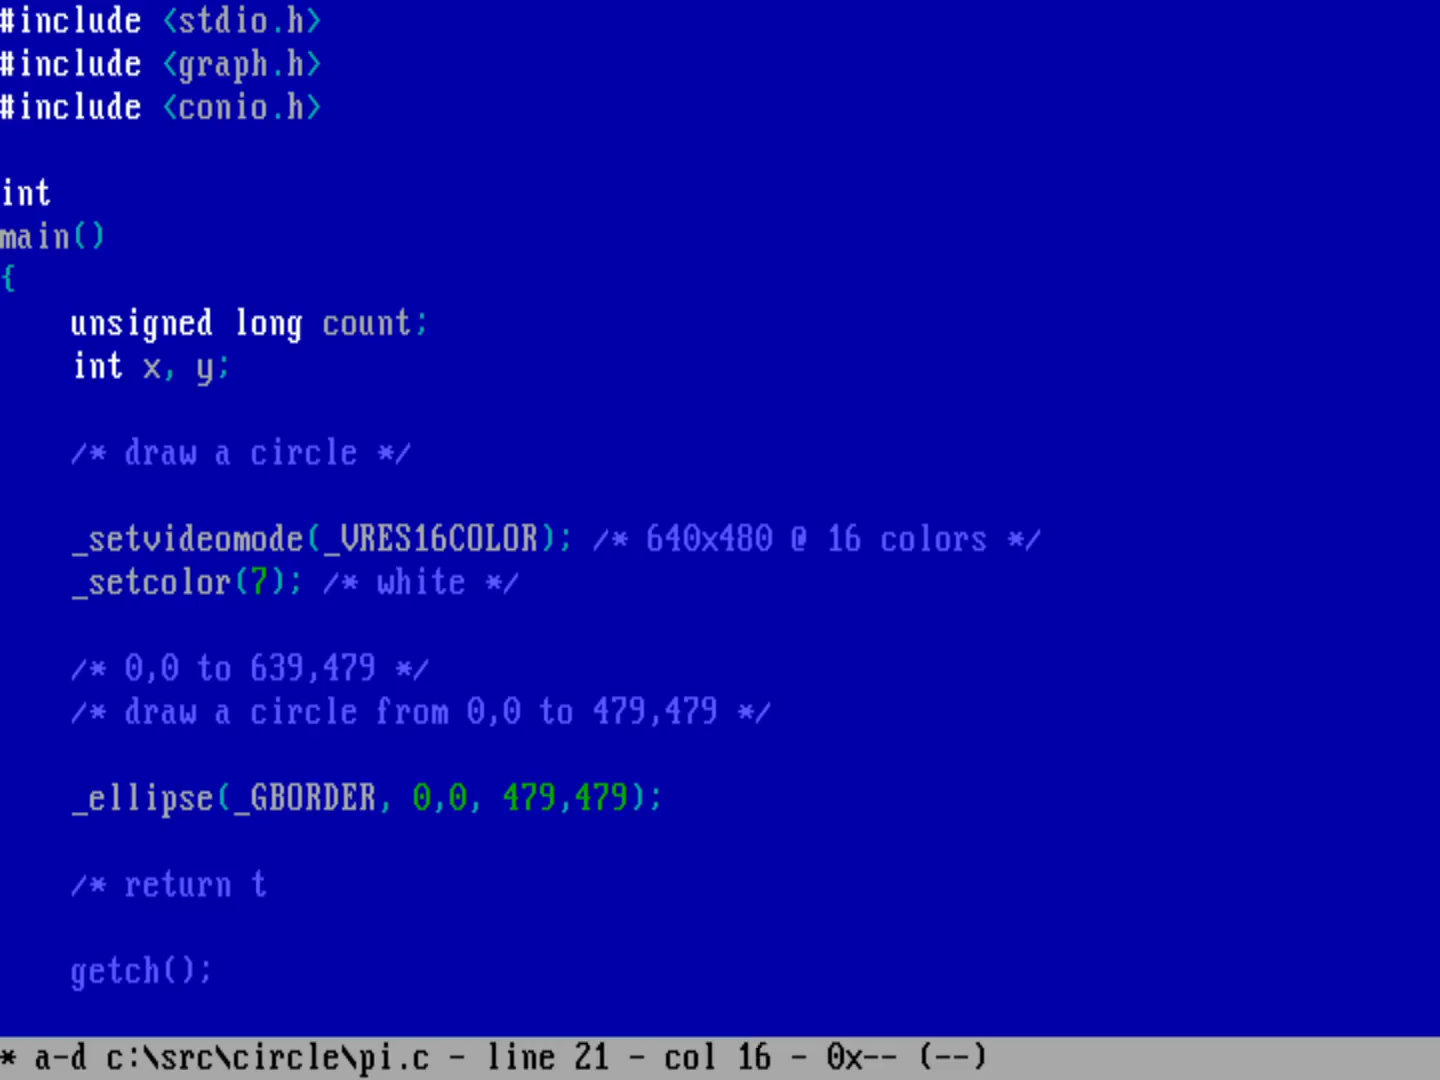 #include <stdio.h>
#include <graph.h>
#include <conio.h>
int
main()
{
unsigned long count;
int x, y;
/* draw a circle */
_setvideomode(_VRES16COLOR); /* 640x480 @ 16 colors */
_setcolor(7); /* white */
/* 0,0 to 639,479 */
/* draw a circle from 0,0 to 479,479 */
_ellipse(_GBORDER, 0,0, 479,479);
/* return t
getch();
* a-d c:\src\circle\pi.c - line 21 - col 16 - 0x-- (--)